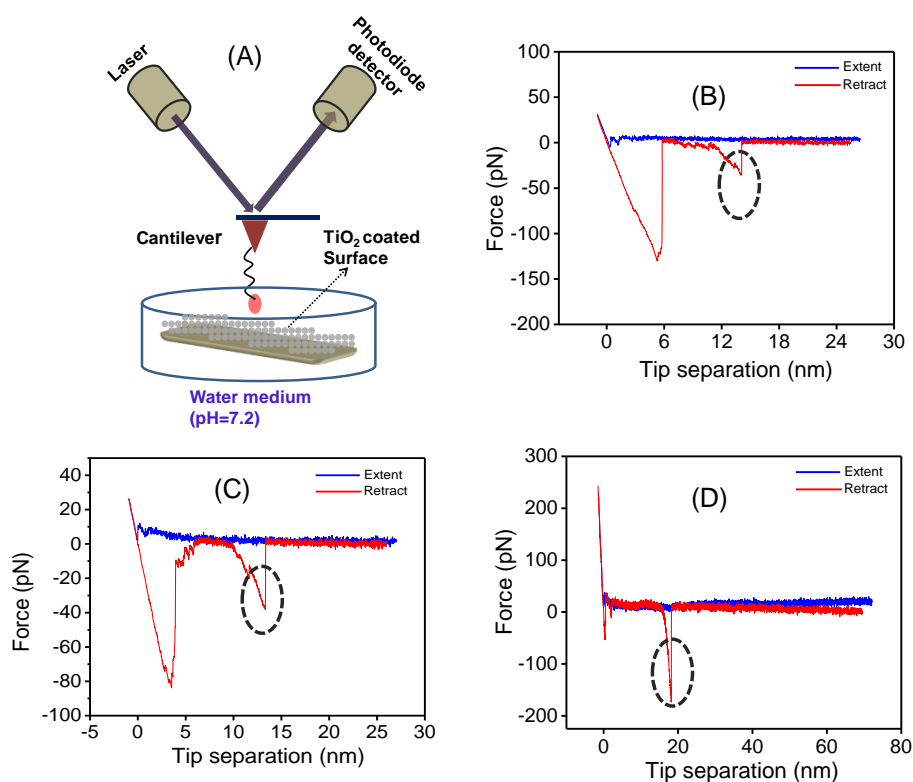 (A)
Laser
Photodiode
detector
Cantilever
TiO2 coated
Surface
Water medium
(pH=7.2)
(B)
Extent
Retract
100
50
0
-50
-100
-150
-200
Force (pN)
0 6 12 18 24 30
Tip separation (nm)
(C)
Extent
Retract
40
20
0
-20
-40
-60
-80
-100
Force (pN)
-5 0 5 10 15 20 25 30
Tip separation (nm)
(D)
Extent
Retract
300
200
100
0
-100
-200
Force (pN)
0 20 40 60 80
Tip separation (nm)